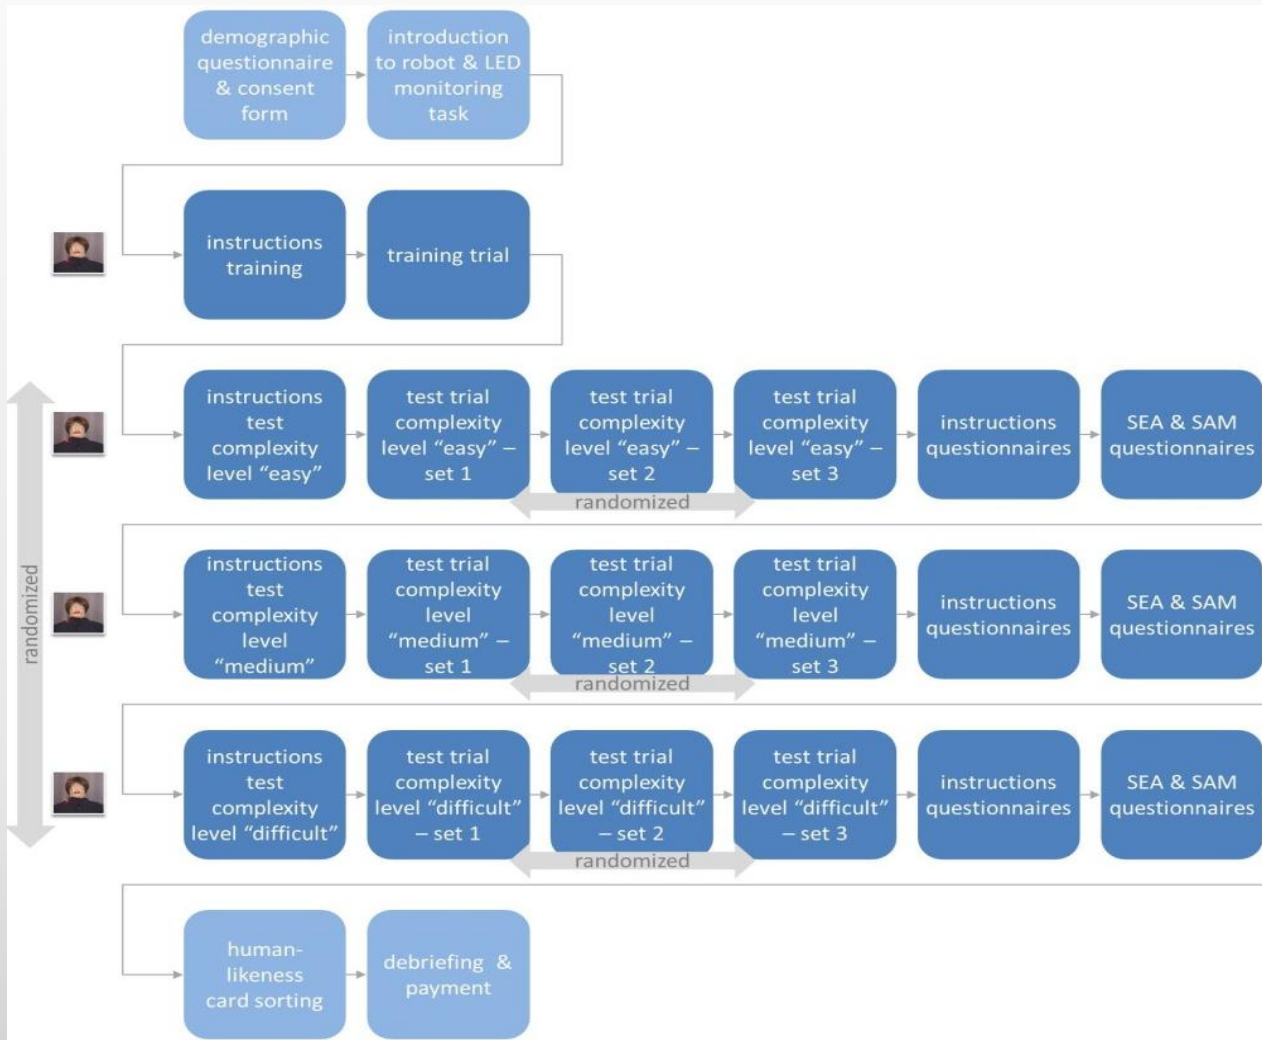 demographic
questionnaire
& consent
form
introduction
to robot & LED
monitoring
task
instructions
training
training trial
randomized
instructions
test
complexity
level “easy”
test trial
complexity
level “easy” –
set 1
test trial
complexity
level “easy” –
set 2
test trial
complexity
level “easy” –
set 3
instructions
questionnaires
SEA & SAM
questionnaires
randomized
instructions
test
complexity
level
“medium”
test trial
complexity
level
“medium” –
set 1
test trial
complexity
level
“medium” –
set 2
test trial
complexity
level
“medium” –
set 3
instructions
questionnaires
SEA & SAM
questionnaires
randomized
instructions
test
complexity
level “difficult”
test trial
complexity
level “difficult”
– set 1
test trial
complexity
level “difficult”
– set 2
test trial
complexity
level “difficult”
– set 3
instructions
questionnaires
SEA & SAM
questionnaires
randomized
human-
likeness
card sorting
debriefing &
payment